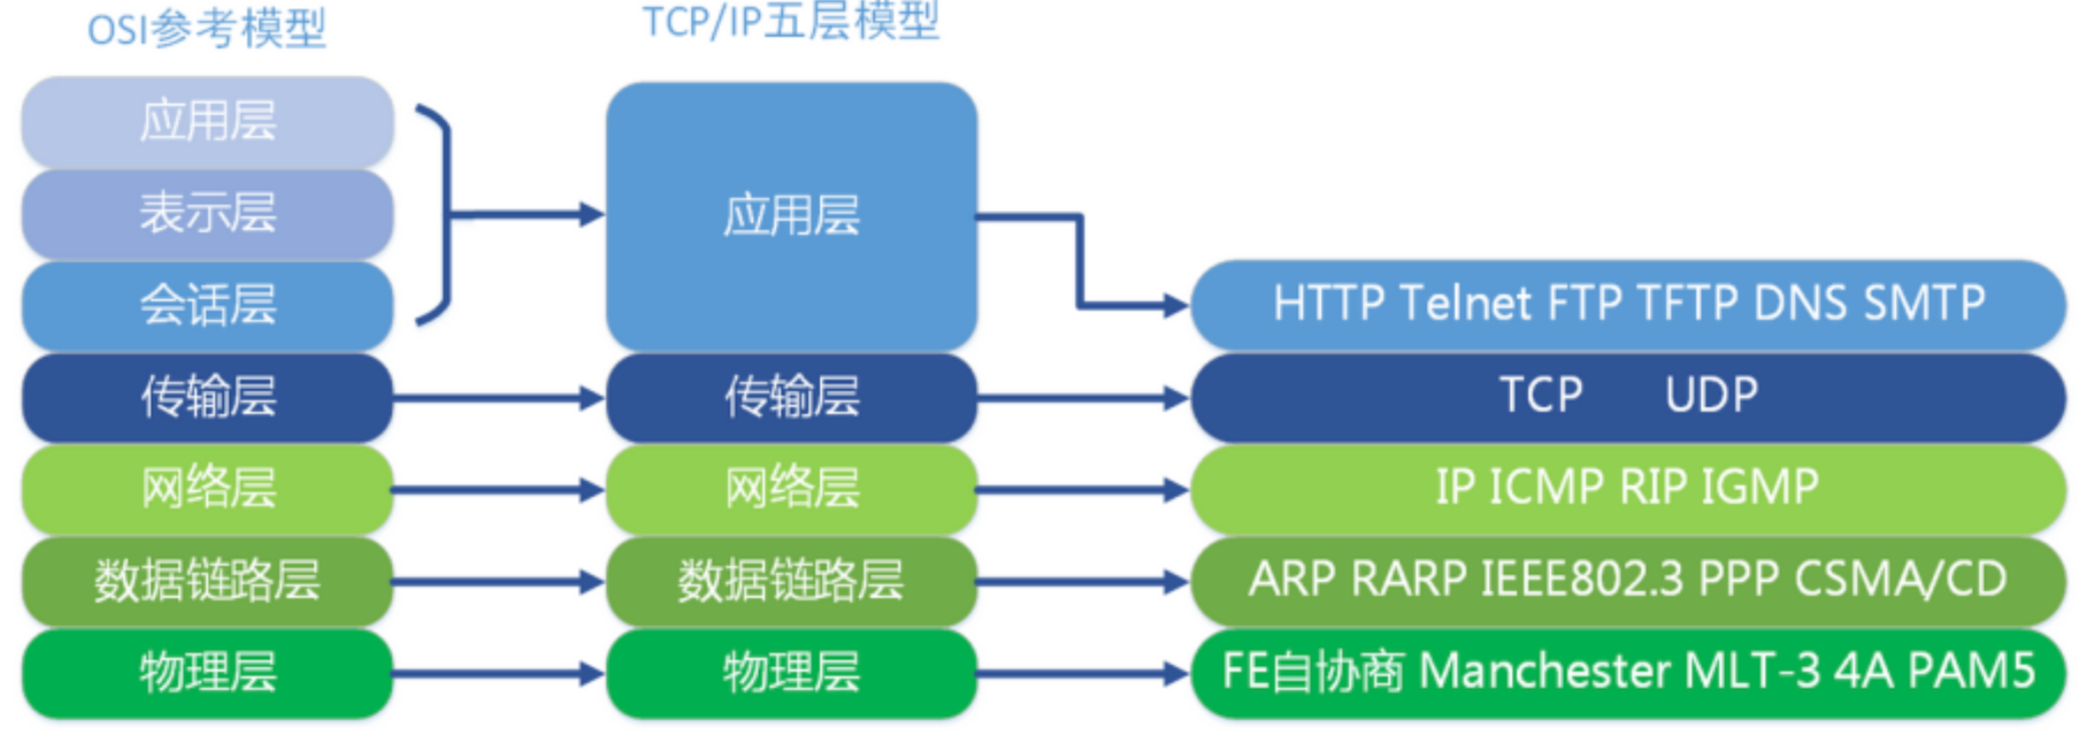 OSI参考模型
TCP/IP五层模型
应用层
表示层
会话层
传输层
网络层
数据链路层
物理层
应用层
传输层
网络层
数据链路层
物理层
HTTP Telnet FTP TFTP DNS SMTP
TCP UDP
IP ICMP RIP IGMP
ARP RARP IEEE802.3 PPP CSMA/CD
FE自协商 Manchester MLT-3 4A PAM5